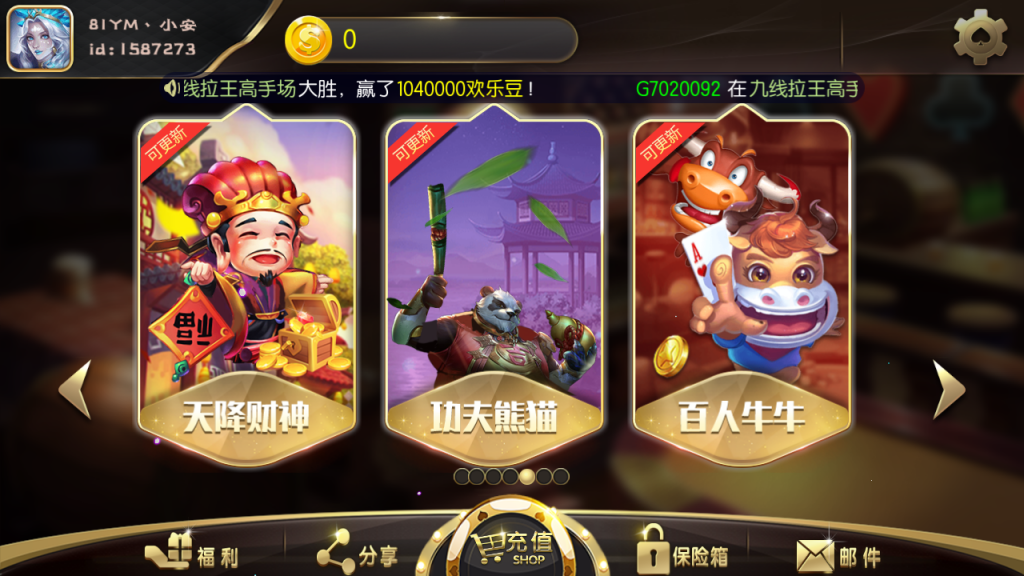 81YM、小安
id:1587273
0
线拉王高手场大胜，赢了1040000欢乐豆！ G7020092 在九线拉王高手
可更新 可更新 可更新
A
天降财神 功夫熊猫 百人牛牛
福利 分享 充值 保险箱 邮件
SHOP